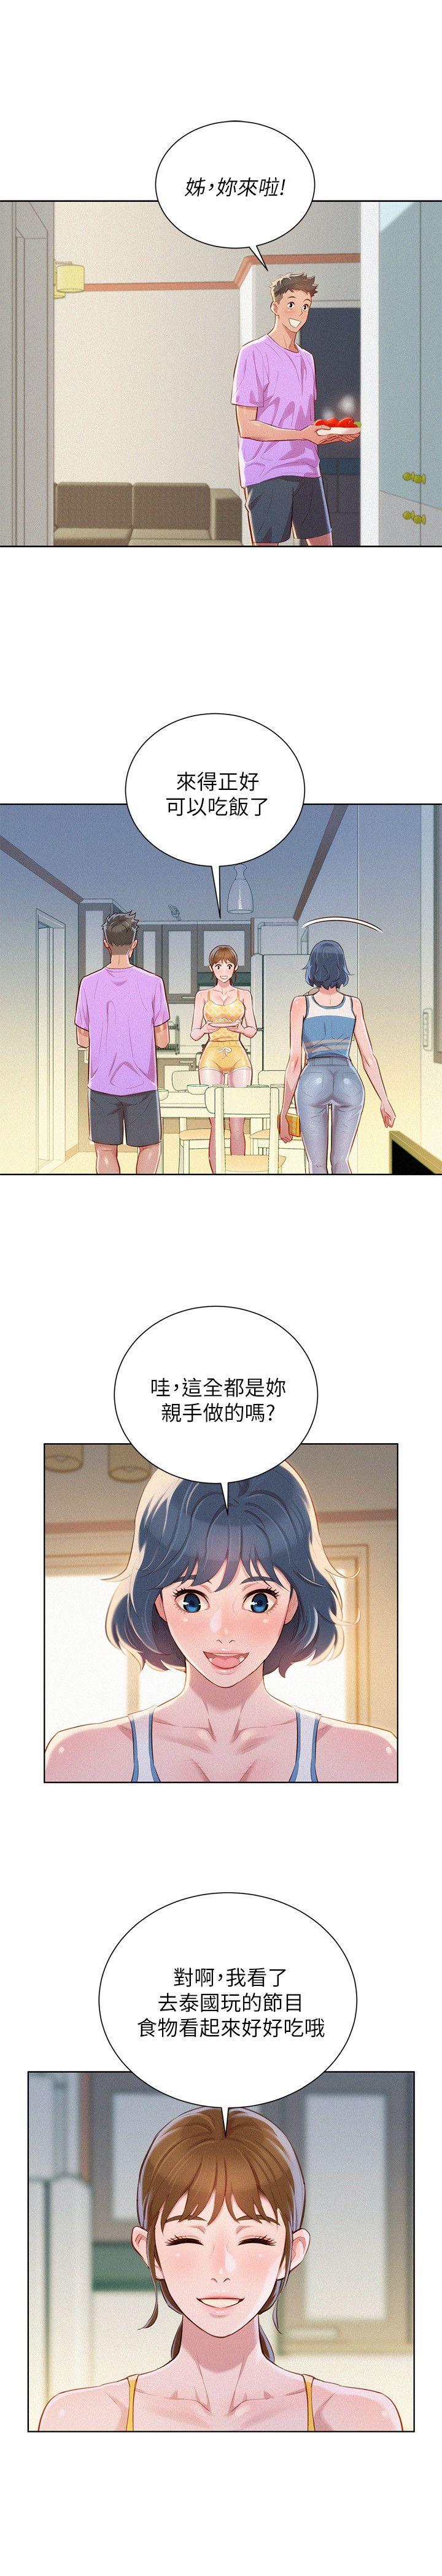 姊，妳來啦!
來得正好
可以吃飯了
哇，這全都是妳
親手做的嗎?
對啊，我看了
去泰國玩的節目
食物看起來好好吃哦